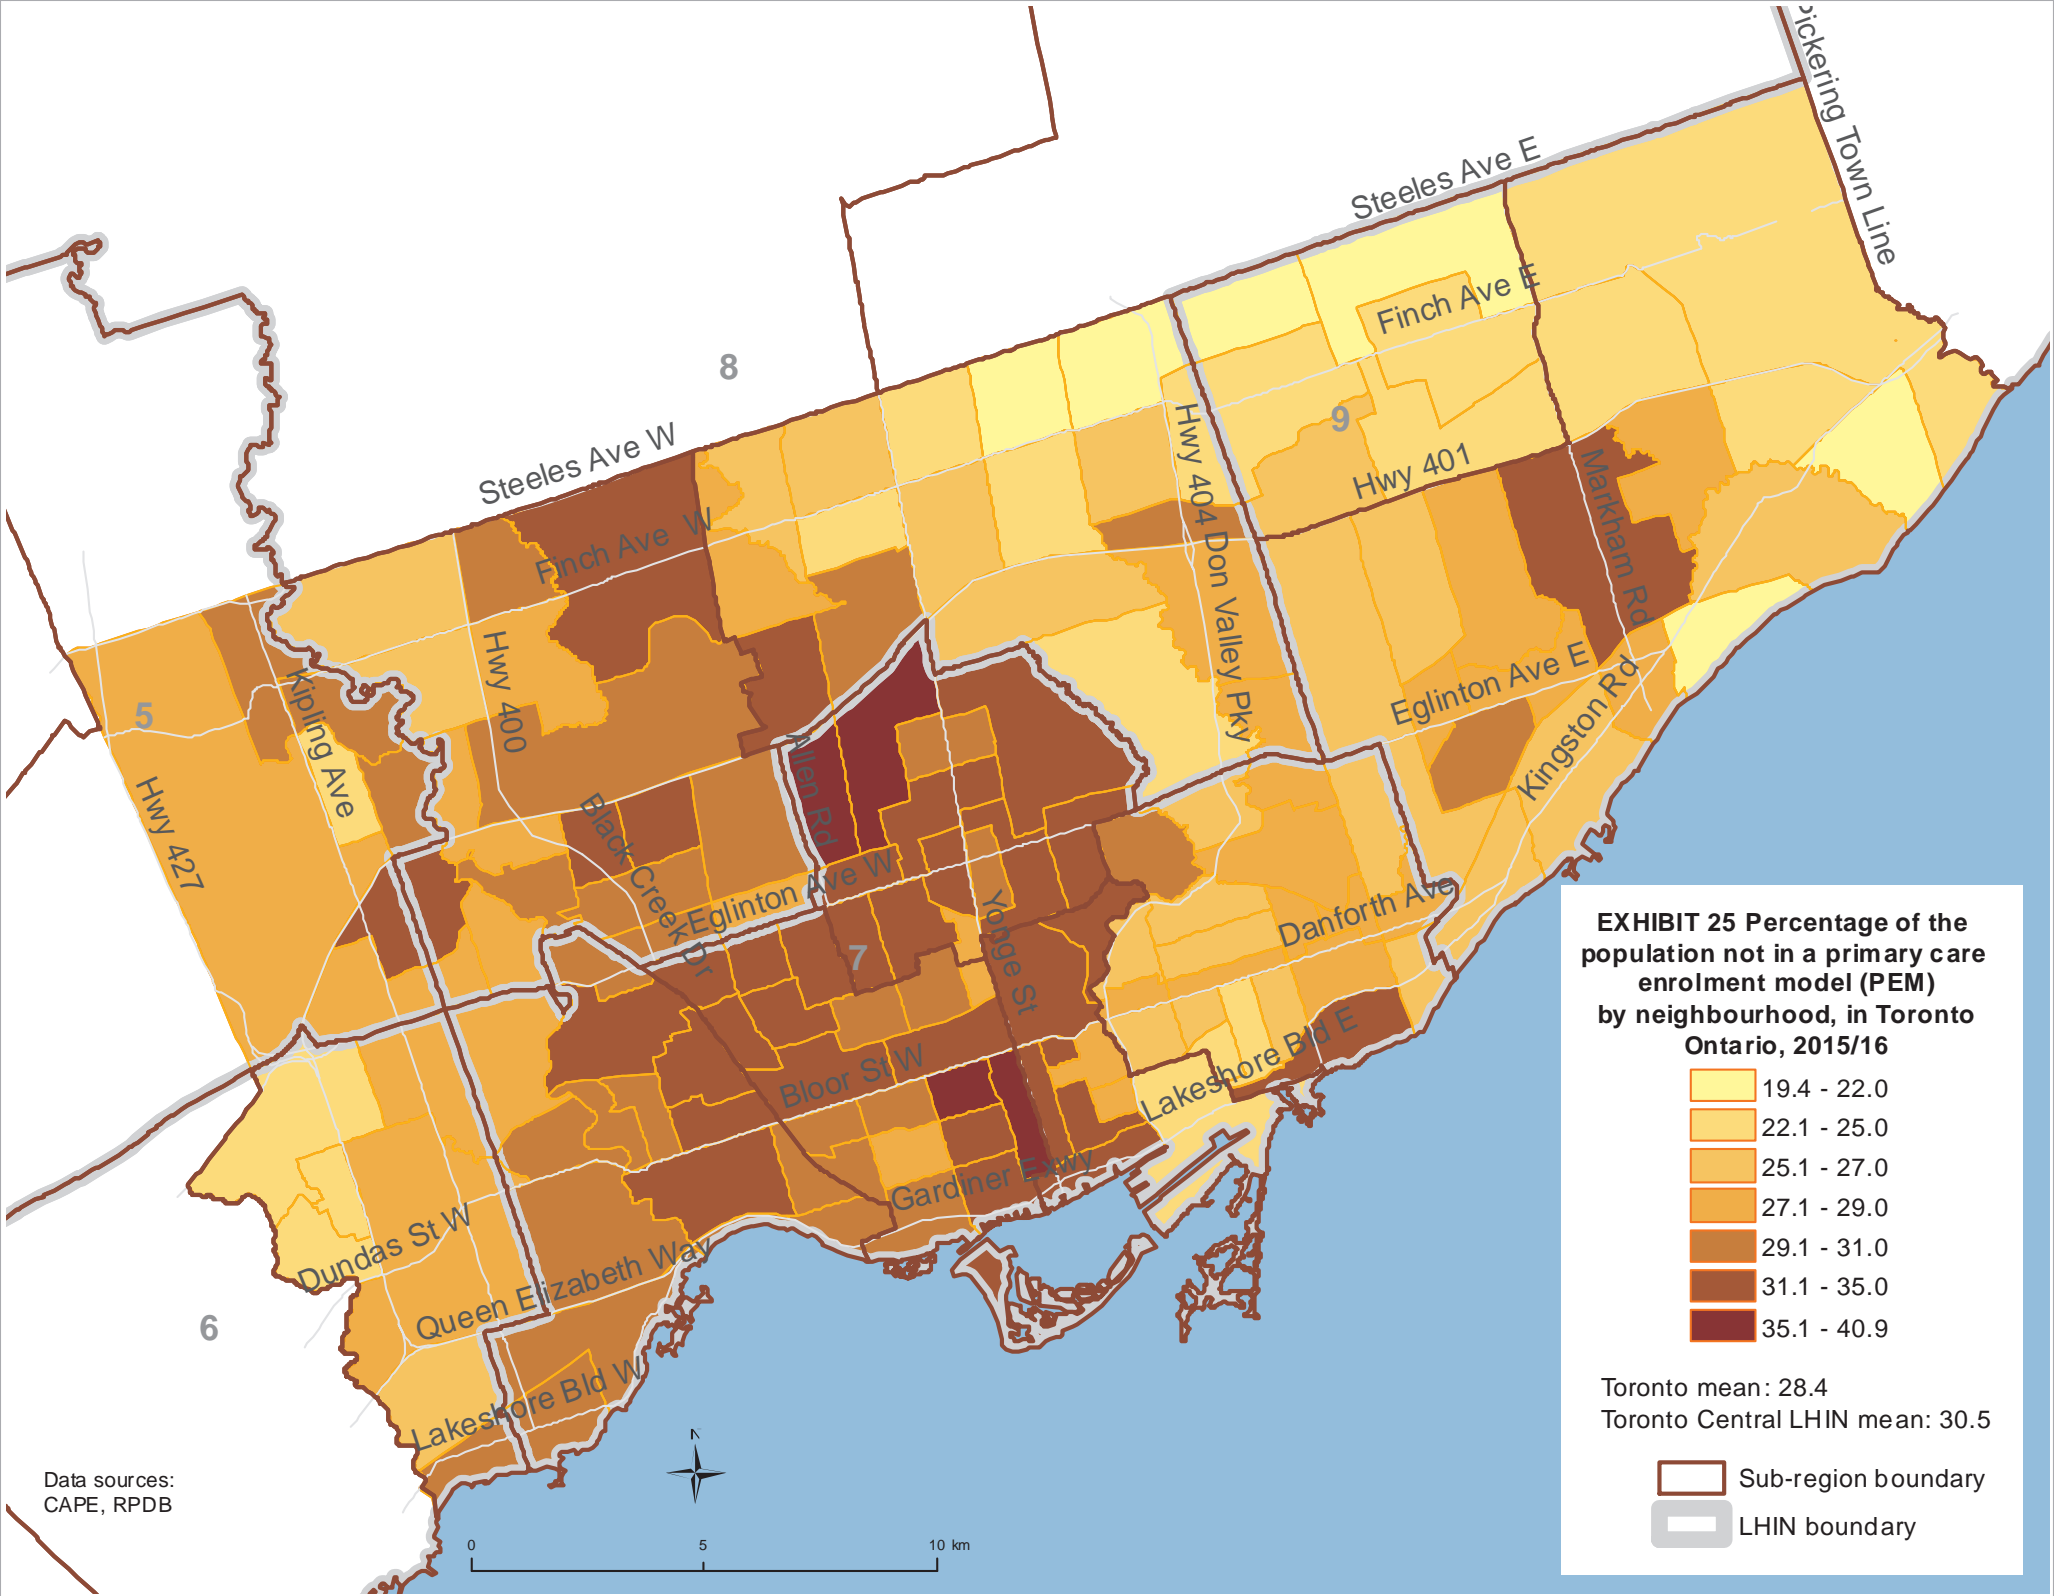 Pickering Town Line
Steeles Ave E
Finch Ave E
8
9
Steeles Ave W
Hwy 401
Hwy 404
Markham Rd
Finch Ave W
Don Valley Pky
Hwy 400
Eglinton Ave E
Kingston Rd
5
Kipling Ave
Allen Rd
Hwy 427
Black Creek Dr
Eglinton Ave W
Yonge St
Danforth Ave
7
Bloor St W
Lakeshore Bld E
Gardiner Exwy
Dundas St W
Queen Elizabeth Way
6
Lakeshore Bld W
EXHIBIT 25 Percentage of the
population not in a primary care
enrolment model (PEM)
by neighbourhood, in Toronto
Ontario, 2015/16
19.4 - 22.0
22.1 - 25.0
25.1 - 27.0
27.1 - 29.0
29.1 - 31.0
31.1 - 35.0
35.1 - 40.9
Toronto mean: 28.4
Toronto Central LHIN mean: 30.5
Sub-region boundary
LHIN boundary
N
Data sources:
CAPE, RPDB
0 5 10 km